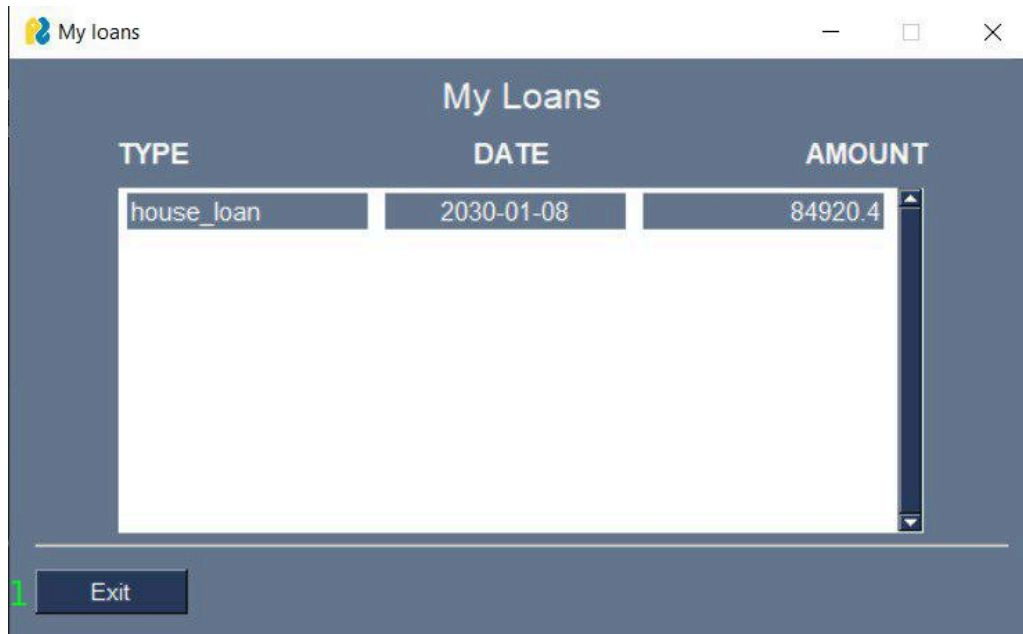 My loans
My Loans
TYPE DATE AMOUNT
house_loan 2030-01-08 84920.4
1 Exit